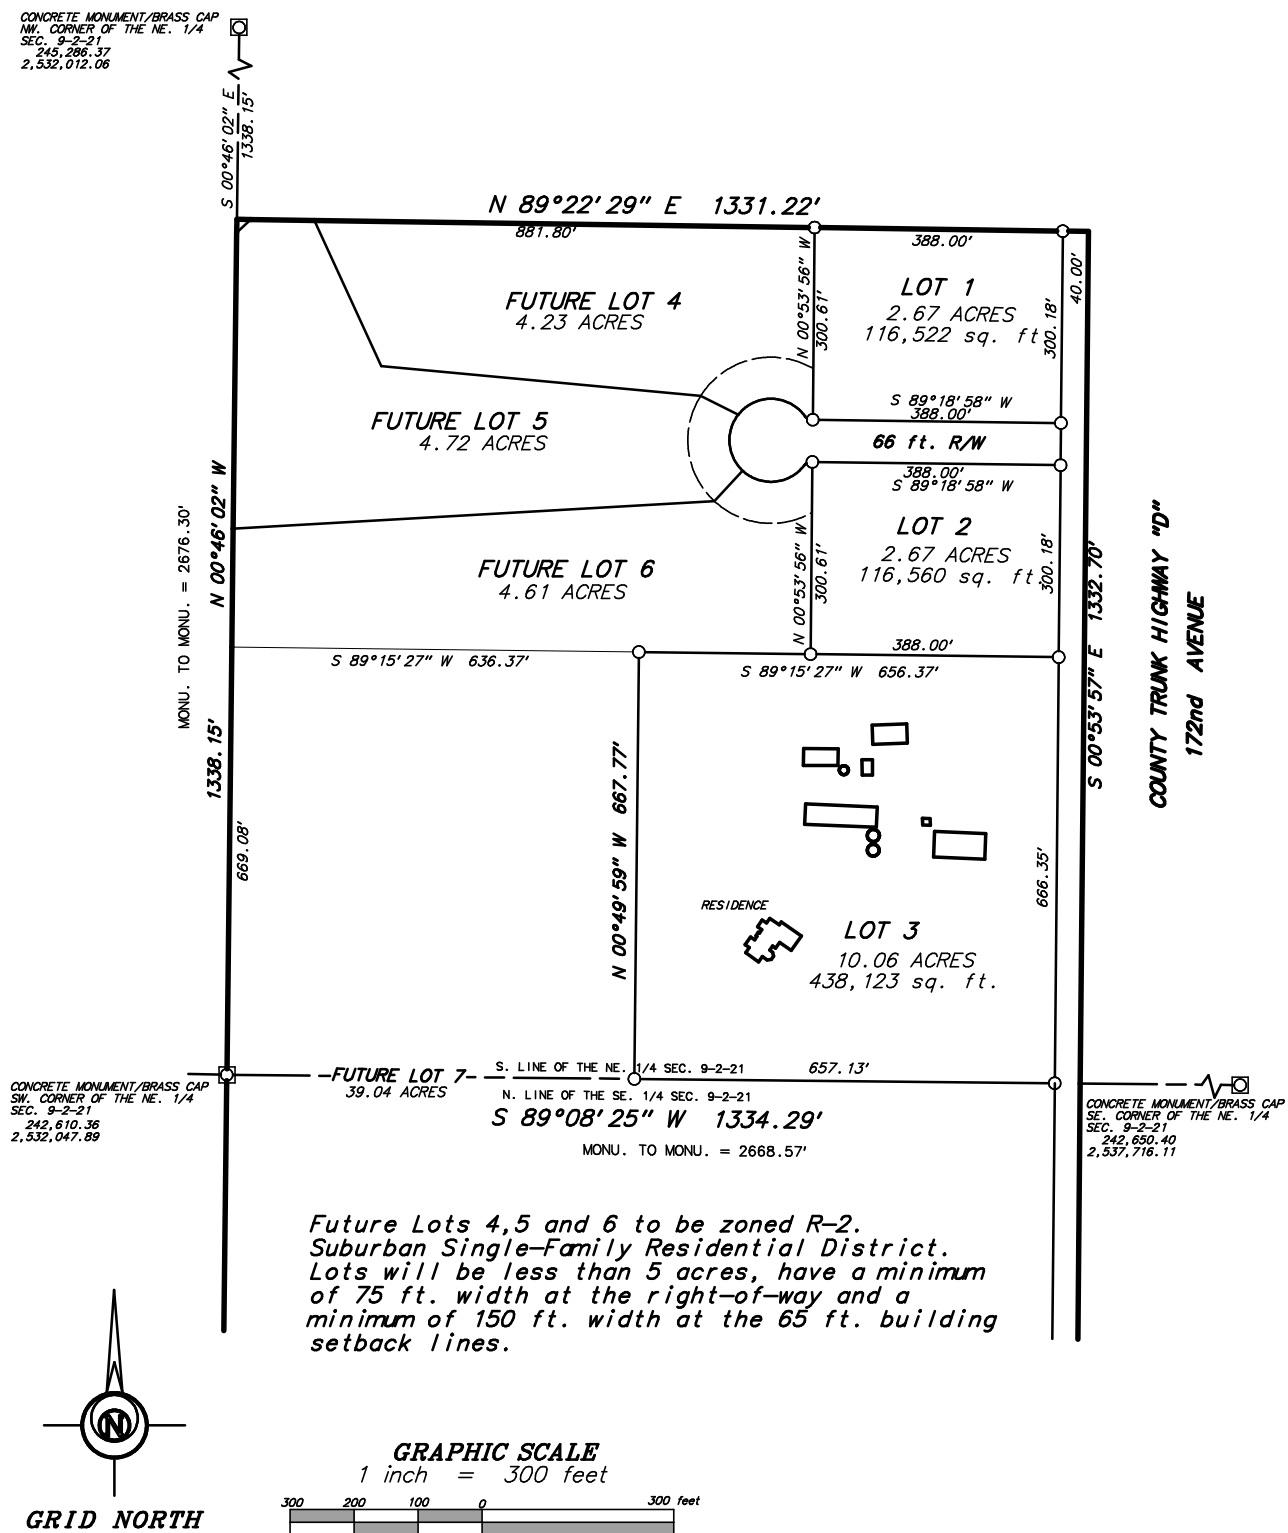 CONCRETE MONUMENT/BRASS CAP
NW. CORNER OF THE NE. 1/4
SEC. 9-2-21
245,286.37
2,532,012.06
S 00°46'02" E
1338.15'
N 89°22'29" E 1331.22'
881.80'
388.00'
40.00'
N 00°53'56" W
300.61'
LOT 1
2.67 ACRES
116,522 sq. ft
300.18'
FUTURE LOT 4
4.23 ACRES
S 89°18'58" W
388.00'
66 ft. R/W
388.00'
S 89°18'58" W
FUTURE LOT 5
4.72 ACRES
N 00°46'02" W
1338.15'
MONU. TO MONU. = 2676.30'
LOT 2
2.67 ACRES
116,560 sq. ft.
300.18'
N 00°53'56" W
300.61'
FUTURE LOT 6
4.61 ACRES
S 00°53'57" E 1332.70'
COUNTY TRUNK HIGHWAY "D"
172nd AVENUE
388.00'
S 89°15'27" W 636.37'
S 89°15'27" W 656.37'
N 00°49'59" W 667.77'
669.08'
666.35'
RESIDENCE
LOT 3
10.06 ACRES
438,123 sq. ft.
S. LINE OF THE NE. 1/4 SEC. 9-2-21
657.13'
FUTURE LOT 7
39.04 ACRES
N. LINE OF THE SE. 1/4 SEC. 9-2-21
S 89°08'25" W 1334.29'
MONU. TO MONU. = 2668.57'
CONCRETE MONUMENT/BRASS CAP
SW. CORNER OF THE NE. 1/4
SEC. 9-2-21
242,610.36
2,532,047.89
CONCRETE MONUMENT/BRASS CAP
SE. CORNER OF THE NE. 1/4
SEC. 9-2-21
242,650.40
2,537,716.11
Future Lots 4,5 and 6 to be zoned R-2.
Suburban Single-Family Residential District.
Lots will be less than 5 acres, have a minimum
of 75 ft. width at the right-of-way and a
minimum of 150 ft. width at the 65 ft. building
setback lines.
N
GRID NORTH
GRAPHIC SCALE
1 inch = 300 feet
300 200 100 0 300 feet